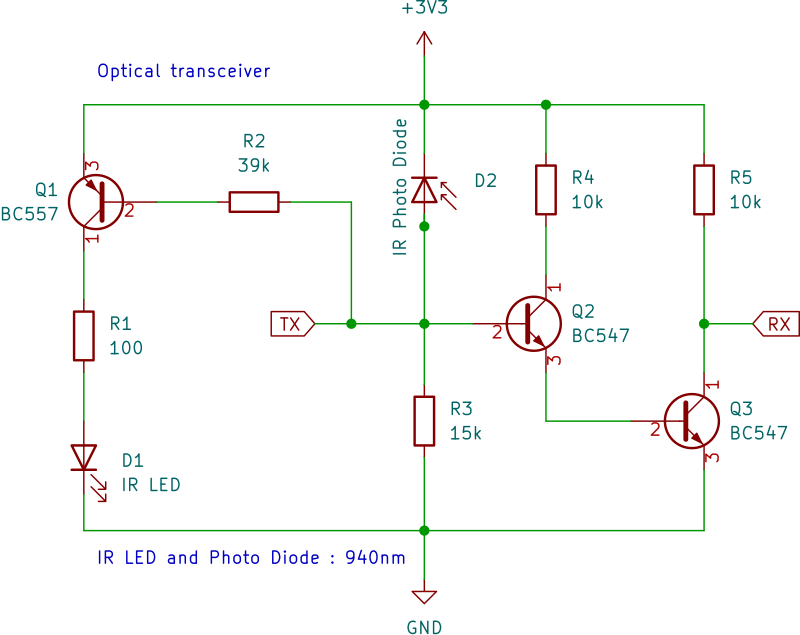 +3V3
Optical transceiver
R2
39k
IR Photo Diode
D2
R4
10k
R5
10k
Q1
BC557
3
2
1
TX
R1
100
Q2
BC547
1
2
3
RX
R3
15k
Q3
BC547
1
2
3
D1
IR LED
IR LED and Photo Diode : 940nm
GND